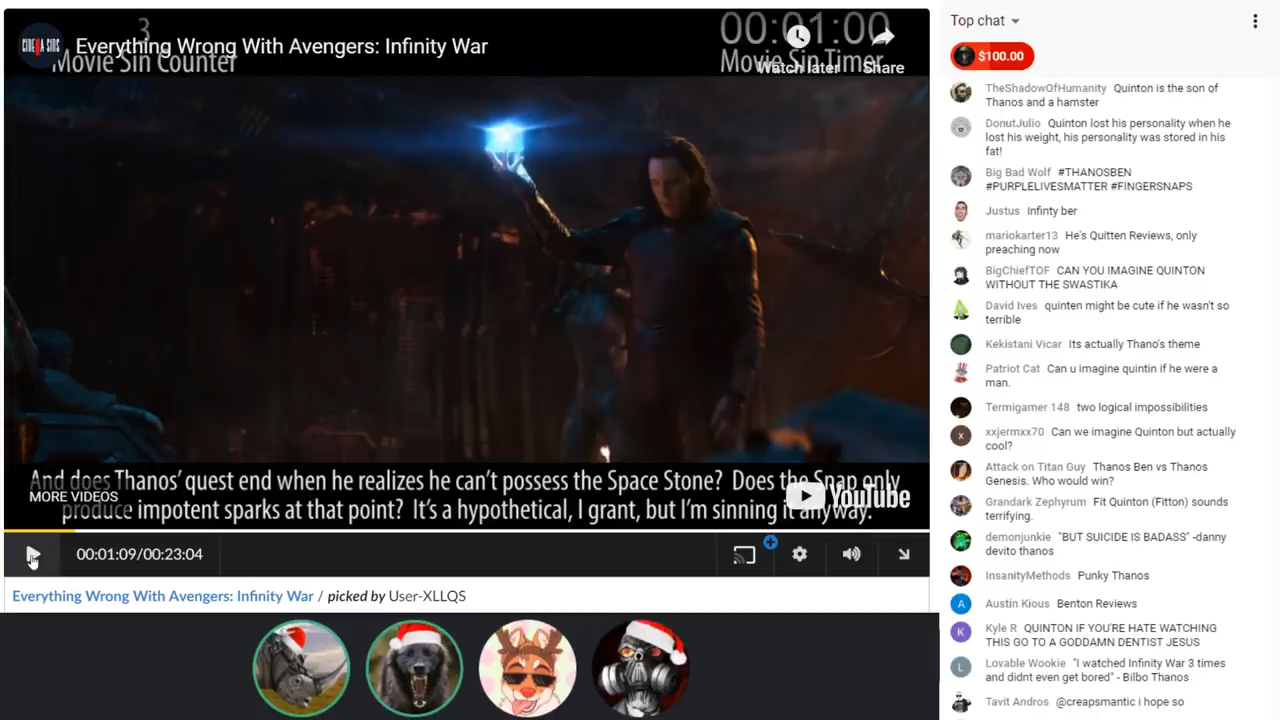 3
Movie Sin Counter
CINEMA SINS
Everything Wrong With Avengers: Infinity War
00:01:00
Movie Sin Timer
Watch later
Share
And does Thanos’ quest end when he realizes he can’t possess the Space Stone? Does the Snap only
produce impotent sparks at that point? It’s a hypothetical, I grant, but I’m sinning it anyway.
MORE VIDEOS
YouTube
00:01:09/00:23:04
Everything Wrong With Avengers: Infinity War / picked by User-XLLQS
Top chat
$100.00
TheShadowOfHumanity Quinton is the son of
Thanos and a hamster
DonutJulio Quinton lost his personality when he
lost his weight, his personality was stored in his
fat!
Big Bad Wolf #THANOSBEN
#PURPLELIVESMATTER #FINGERSNAPS
Justus Infinty ber
mariokarter13 He's Quitten Reviews, only
preaching now
BigChiefTOF CAN YOU IMAGINE QUINTON
WITHOUT THE SWASTIKA
David Ives quinten might be cute if he wasn't so
terrible
Kekistani Vicar Its actually Thano's theme
Patriot Cat Can u imagine quintin if he were a
man.
Termigamer 148 two logical impossibilities
x
xxjermxx70 Can we imagine Quinton but actually
cool?
Attack on Titan Guy Thanos Ben vs Thanos
Genesis. Who would win?
Grandark Zephyrum Fit Quinton (Fitton) sounds
terrifying.
demonjunkie "BUT SUICIDE IS BADASS" -danny
devito thanos
InsanityMethods Punky Thanos
A
Austin Kious Benton Reviews
K
Kyle R QUINTON IF YOU'RE HATE WATCHING
THIS GO TO A GODDAMN DENTIST JESUS
L
Lovable Wookie "I watched Infinity War 3 times
and didnt even get bored" - Bilbo Thanos
Tavit Andros @creapsmantic i hope so